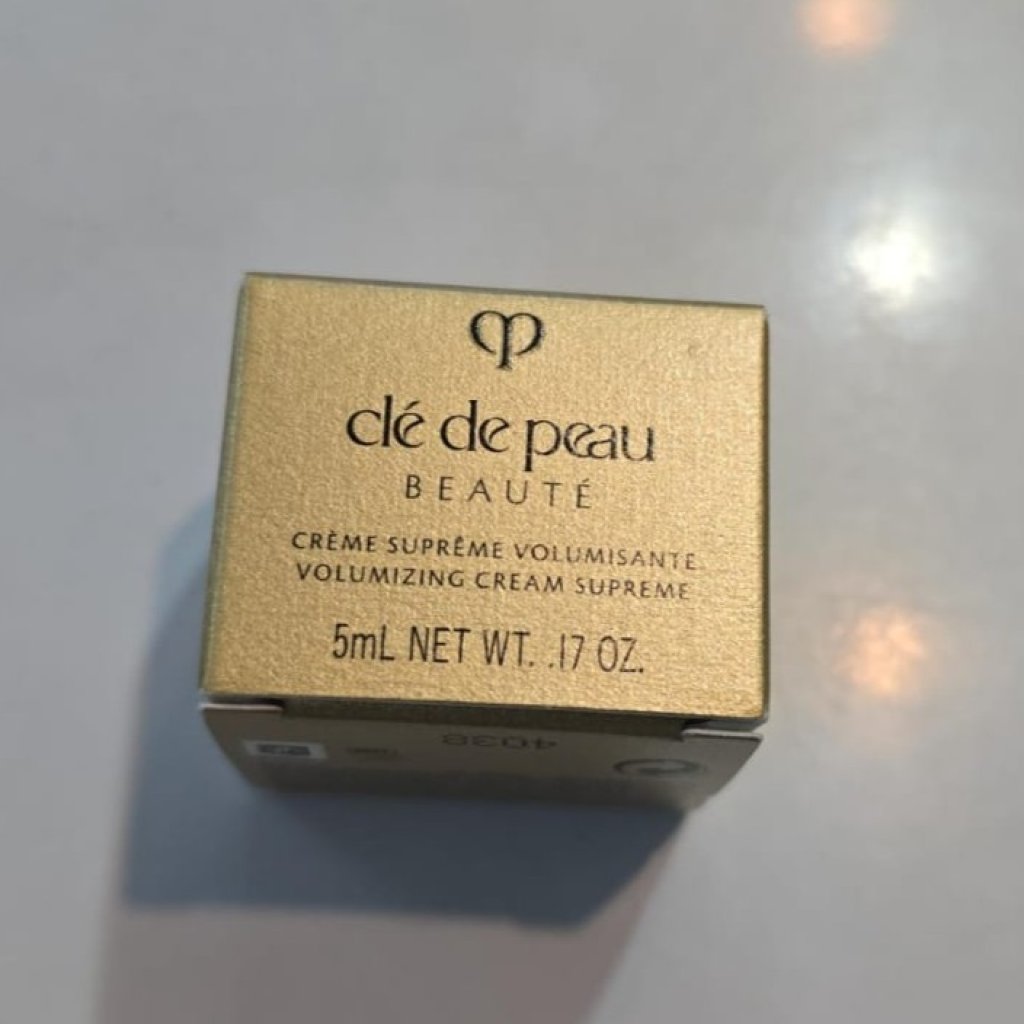 clé de peau
BEAUTÉ
CRÈME SUPRÊME VOLUMISANTE
VOLUMIZING CREAM SUPREME
5mL NET WT. .17 OZ.